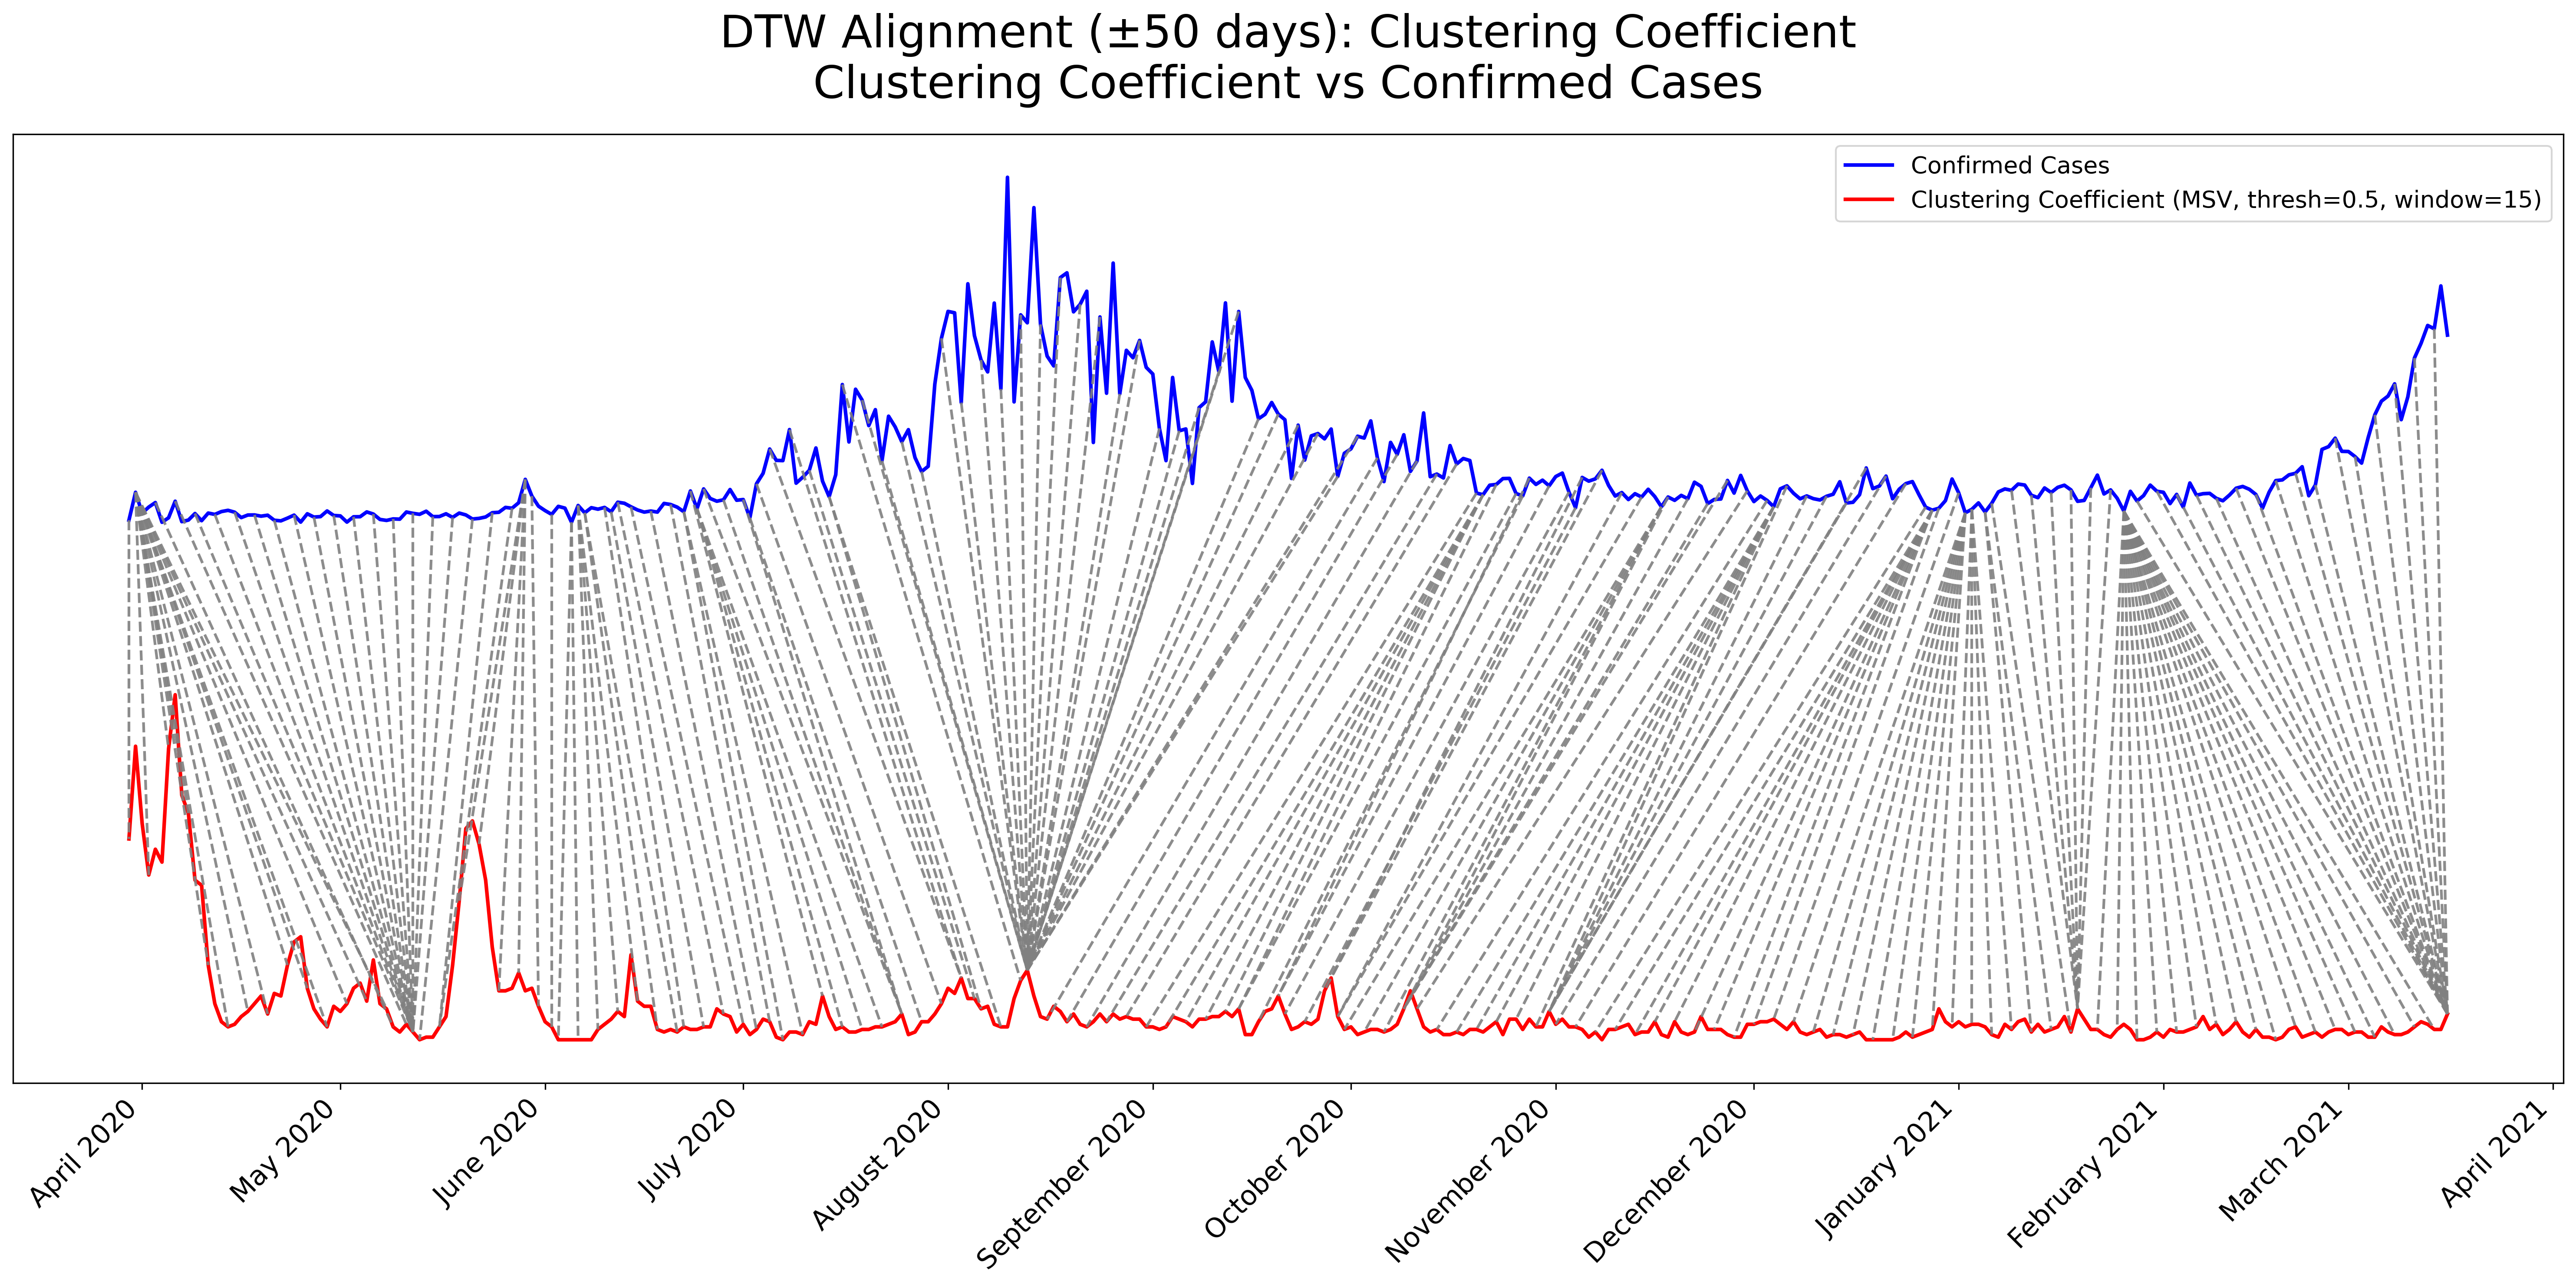 DTW Alignment (±50 days): Clustering Coefficient
Clustering Coefficient vs Confirmed Cases
Confirmed Cases
Clustering Coefficient (MSV, thresh=0.5, window=15)
April 2020
May 2020
June 2020
July 2020
August 2020
September 2020
October 2020
November 2020
December 2020
January 2021
February 2021
March 2021
April 2021